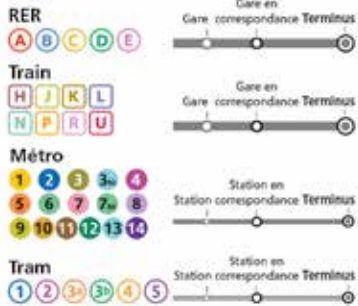 RER
Gare en
Gare correspondance Terminus
A B C D E
Train
Gare en
Gare correspondance Terminus
H J K L
N P R U
Métro
1 2 3 3bis 4
Station en
Station correspondance Terminus
5 6 7 7bis 8
9 10 11 12 13 14
Tram
Station en
Station correspondance Terminus
1 2 3a 3b 4 5